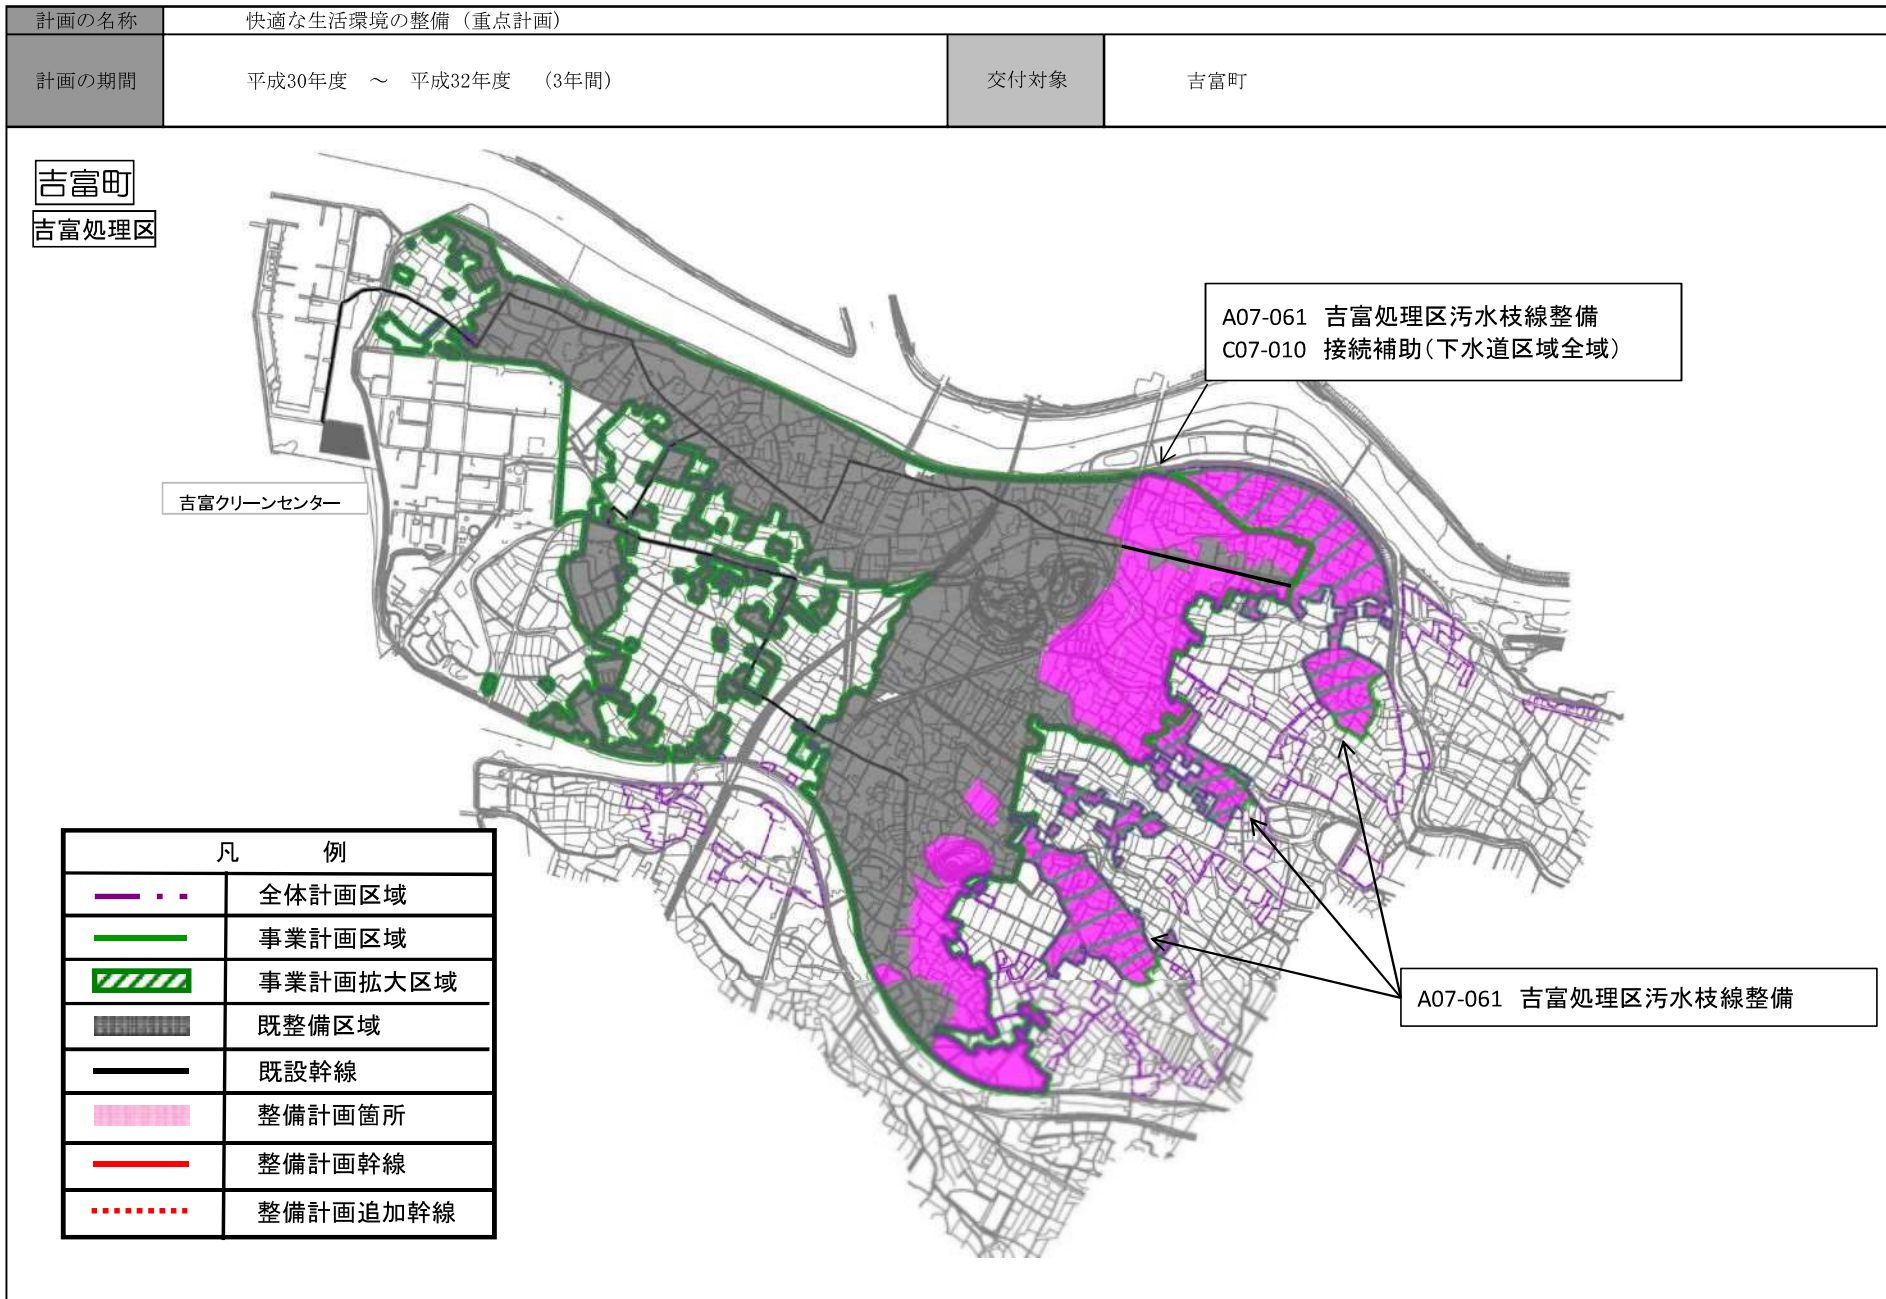 計画の名称 快適な生活環境の整備（重点計画）
計画の期間 平成30年度 ～ 平成32年度 （3年間） 交付対象 吉富町
吉富町
吉富処理区
A07-061 吉富処理区汚水枝線整備
C07-010 接続補助（下水道区域全域）
吉富クリーンセンター
凡 例
全体計画区域
事業計画区域
事業計画拡大区域
既整備区域
既設幹線
整備計画箇所
整備計画幹線
整備計画追加幹線
A07-061 吉富処理区汚水枝線整備